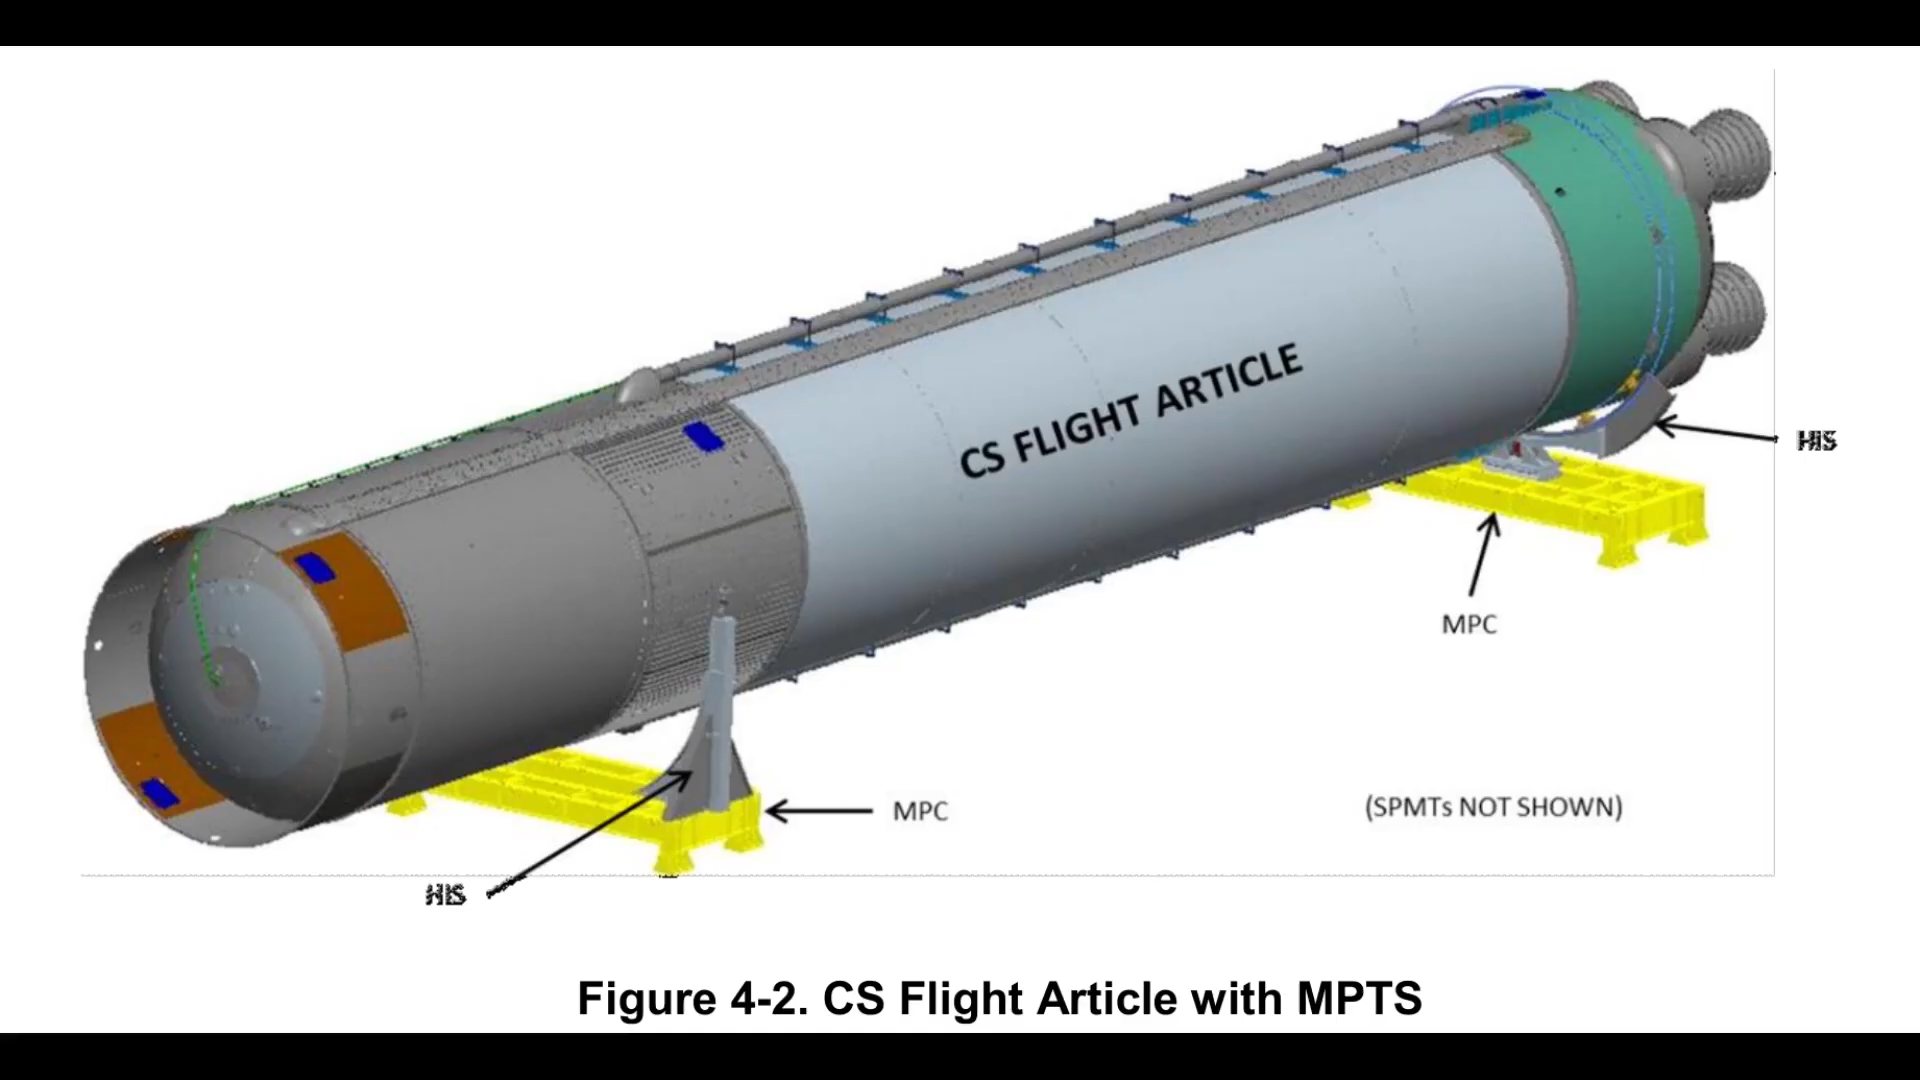 CS FLIGHT ARTICLE
HIS
MPC
MPC
(SPMTs NOT SHOWN)
HIS
Figure 4-2. CS Flight Article with MPTS